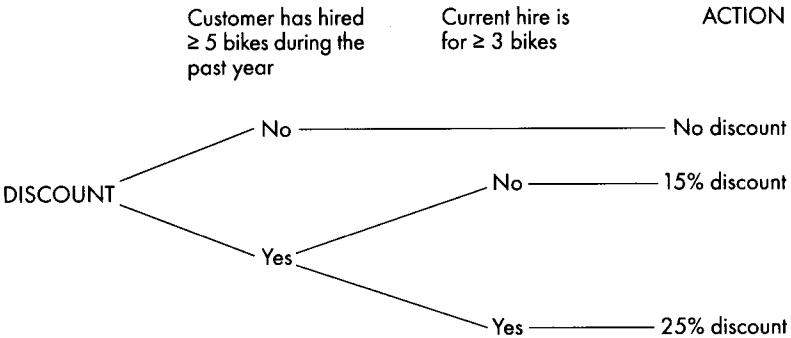 Customer has hired
≥ 5 bikes during the
past year
Current hire is
for ≥ 3 bikes
ACTION
No
No discount
DISCOUNT
No
15% discount
Yes
Yes
25% discount